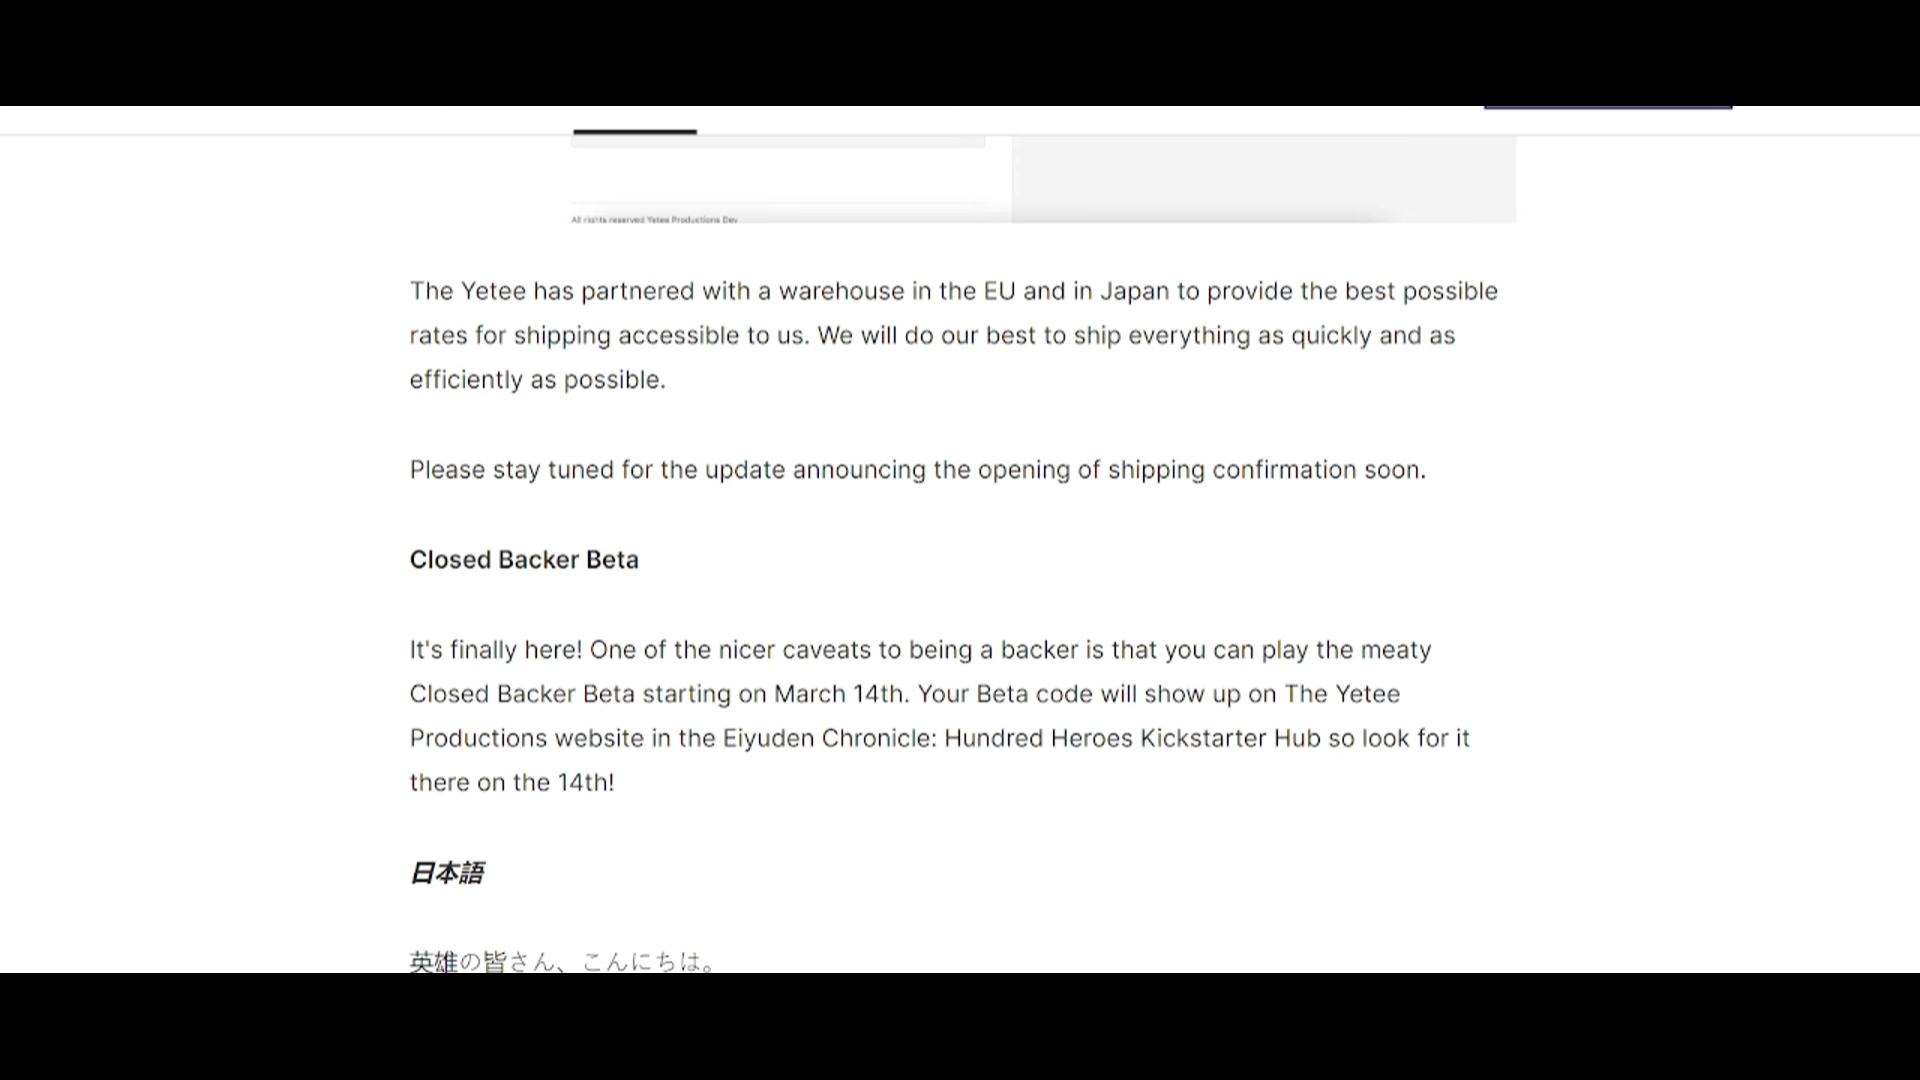 All rights reserved Yetee Productions Dev
The Yetee has partnered with a warehouse in the EU and in Japan to provide the best possible
rates for shipping accessible to us. We will do our best to ship everything as quickly and as
efficiently as possible.
Please stay tuned for the update announcing the opening of shipping confirmation soon.
Closed Backer Beta
It's finally here! One of the nicer caveats to being a backer is that you can play the meaty
Closed Backer Beta starting on March 14th. Your Beta code will show up on The Yetee
Productions website in the Eiyuden Chronicle: Hundred Heroes Kickstarter Hub so look for it
there on the 14th!
日本語
英雄の皆さん、こんにちは。